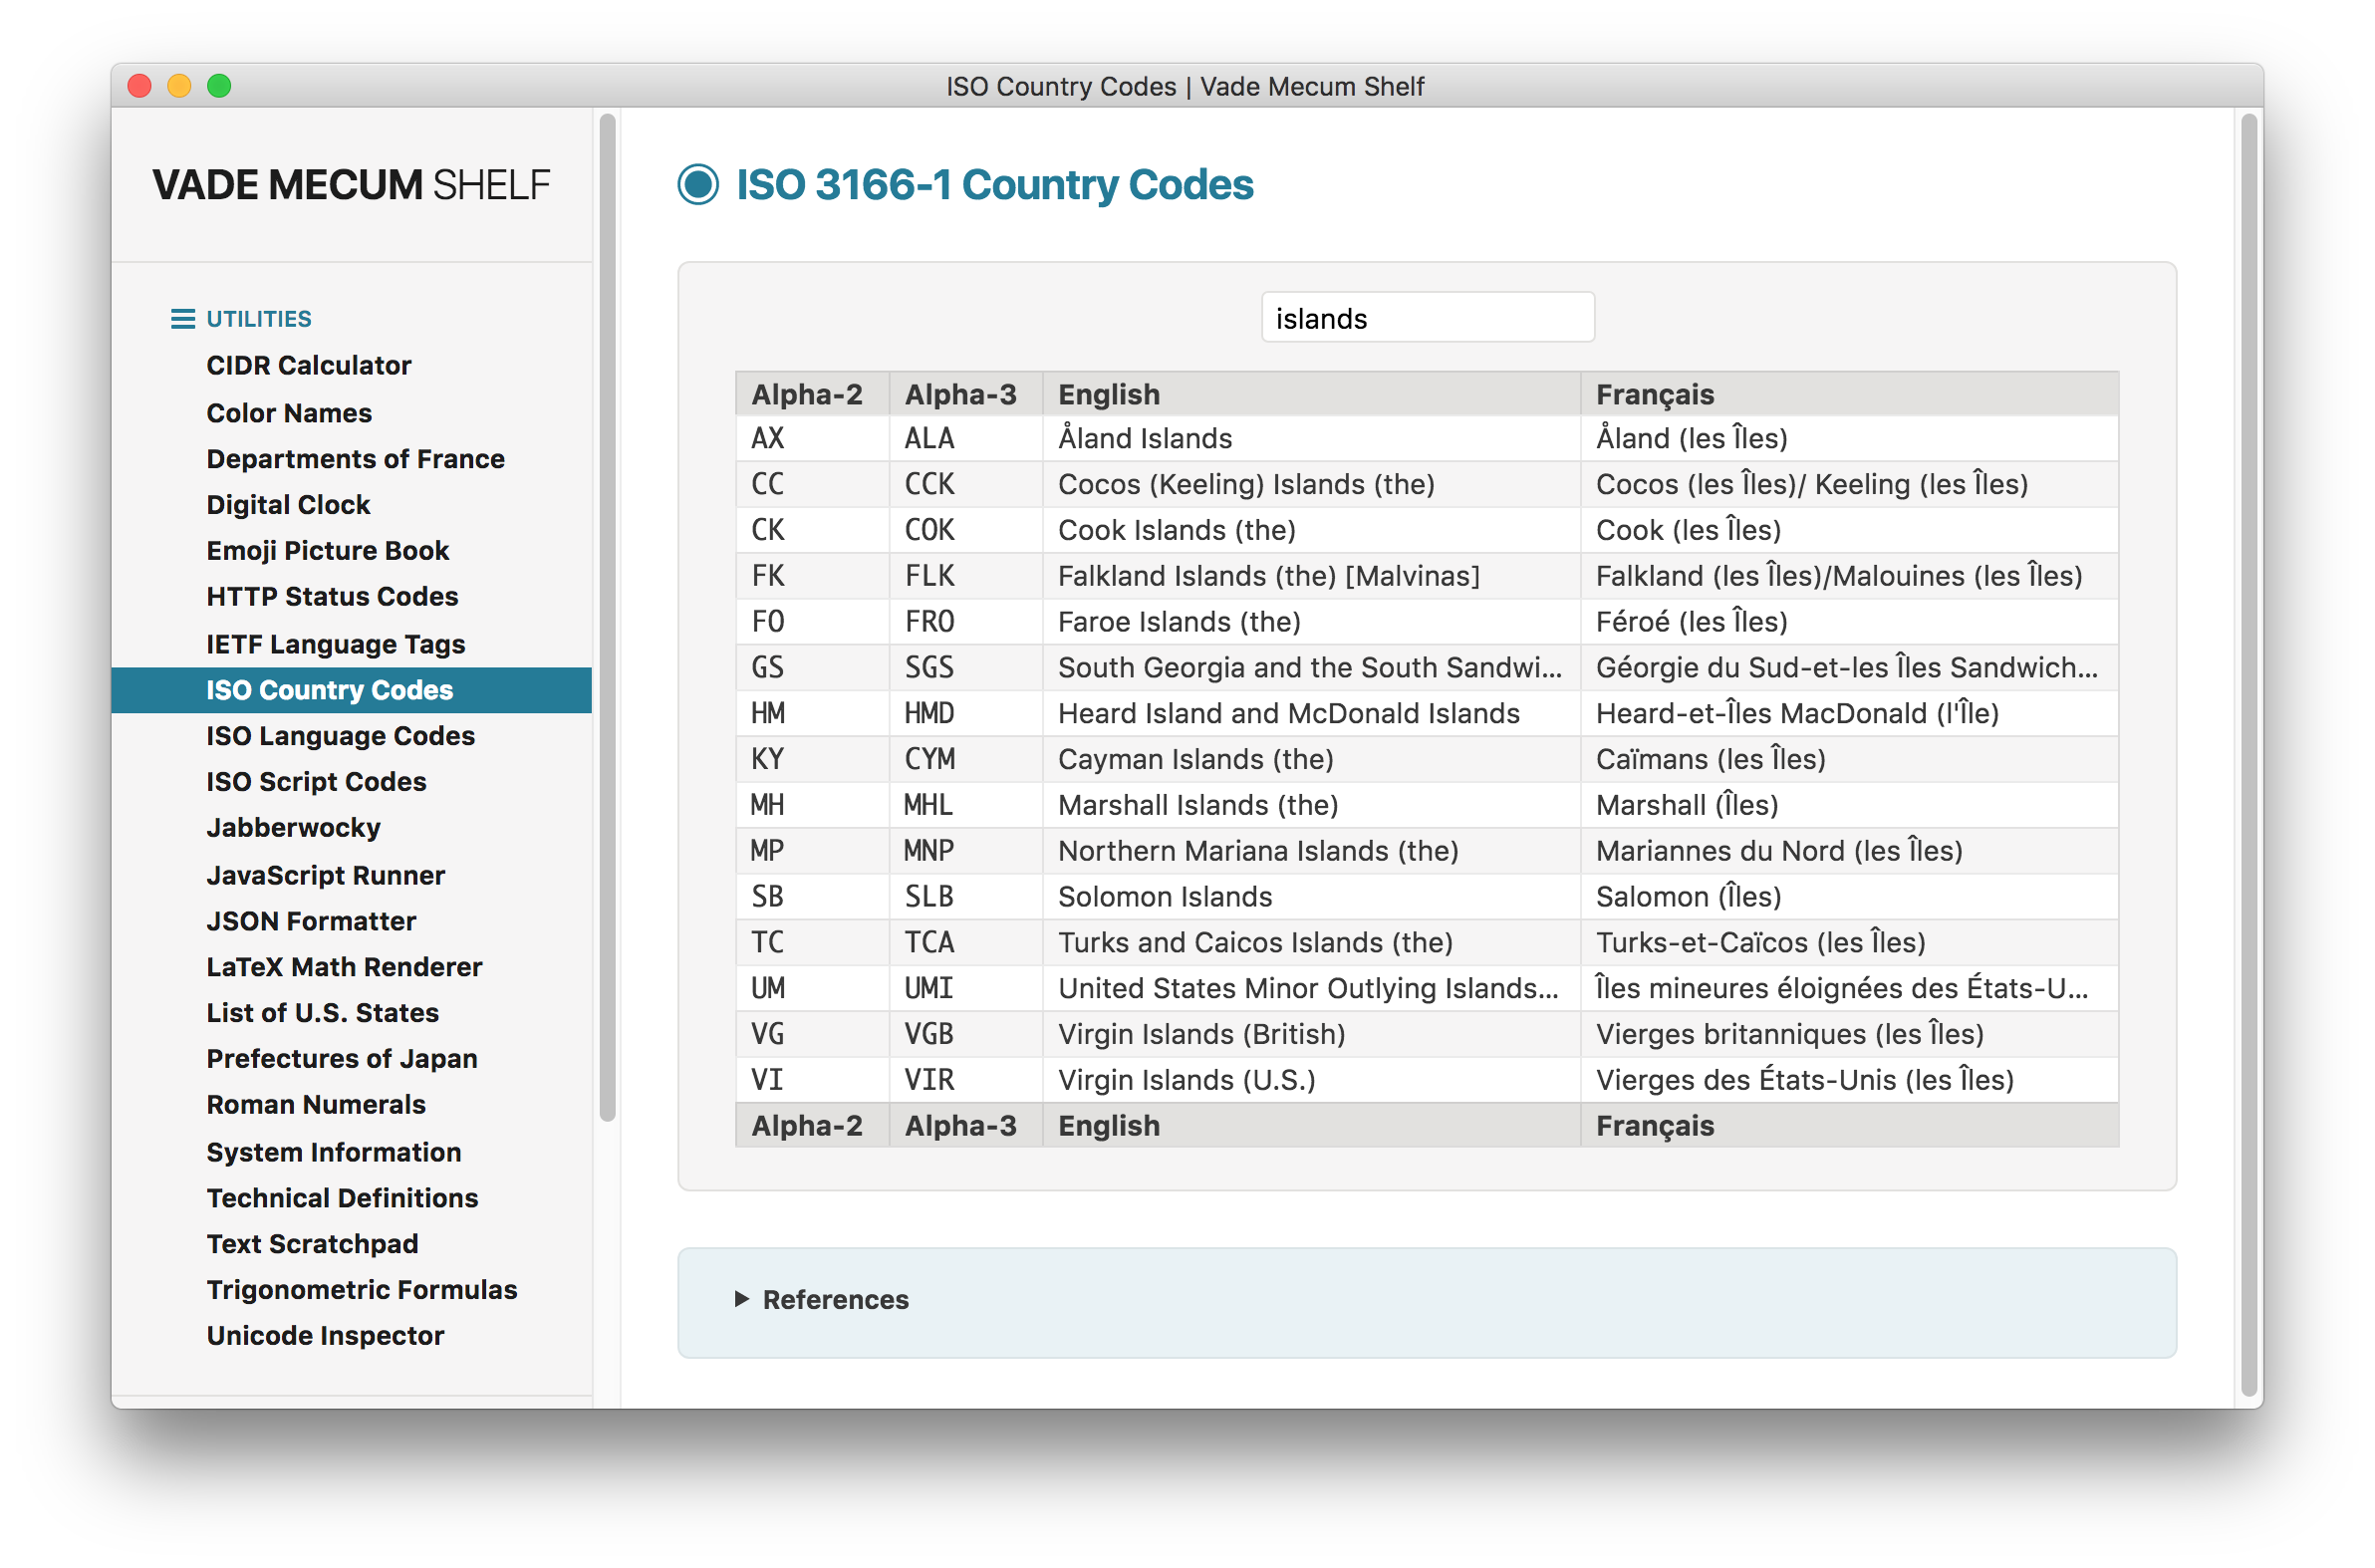 ISO Country Codes | Vade Mecum Shelf
VADE MECUM SHELF
UTILITIES
CIDR Calculator
Color Names
Departments of France
Digital Clock
Emoji Picture Book
HTTP Status Codes
IETF Language Tags
ISO Country Codes
ISO Language Codes
ISO Script Codes
Jabberwocky
JavaScript Runner
JSON Formatter
LaTeX Math Renderer
List of U.S. States
Prefectures of Japan
Roman Numerals
System Information
Technical Definitions
Text Scratchpad
Trigonometric Formulas
Unicode Inspector
ISO 3166-1 Country Codes
islands
Alpha-2 Alpha-3 English Français
AX ALA Åland Islands Åland (les Îles)
CC CCK Cocos (Keeling) Islands (the) Cocos (les Îles)/ Keeling (les Îles)
CK COK Cook Islands (the) Cook (les Îles)
FK FLK Falkland Islands (the) [Malvinas] Falkland (les Îles)/Malouines (les Îles)
FO FRO Faroe Islands (the) Féroé (les Îles)
GS SGS South Georgia and the South Sandwi... Géorgie du Sud-et-les Îles Sandwich...
HM HMD Heard Island and McDonald Islands Heard-et-Îles MacDonald (l'Île)
KY CYM Cayman Islands (the) Caïmans (les Îles)
MH MHL Marshall Islands (the) Marshall (Îles)
MP MNP Northern Mariana Islands (the) Mariannes du Nord (les Îles)
SB SLB Solomon Islands Salomon (Îles)
TC TCA Turks and Caicos Islands (the) Turks-et-Caïcos (les Îles)
UM UMI United States Minor Outlying Islands... Îles mineures éloignées des États-U...
VG VGB Virgin Islands (British) Vierges britanniques (les Îles)
VI VIR Virgin Islands (U.S.) Vierges des États-Unis (les Îles)
Alpha-2 Alpha-3 English Français
References